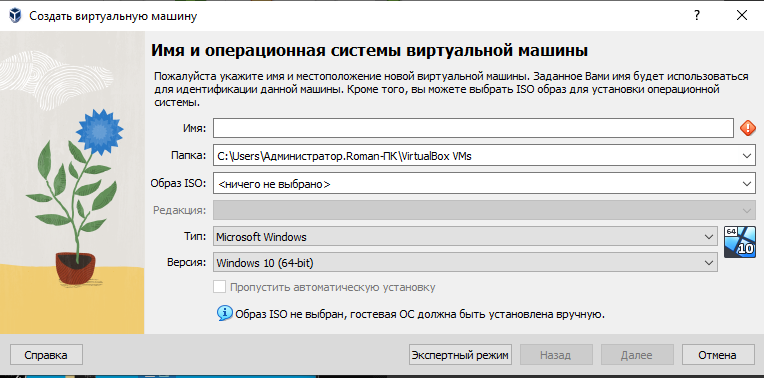 Создать виртуальную машину
Имя и операционная системы виртуальной машины
Пожалуйста укажите имя и местоположение новой виртуальной машины. Заданное Вами имя будет использоваться
для идентификации данной машины. Кроме того, вы можете выбрать ISO образ для установки операционной
системы.
Имя:
Папка: C:\Users\Администратор.Roman-ПК\VirtualBox VMs
Образ ISO: <ничего не выбрано>
Редакция:
Тип: Microsoft Windows 64
Версия: Windows 10 (64-bit) 10
Пропустить автоматическую установку
Образ ISO не выбран, гостевая ОС должна быть установлена вручную.
Справка Экспертный режим Назад Далее Отмена